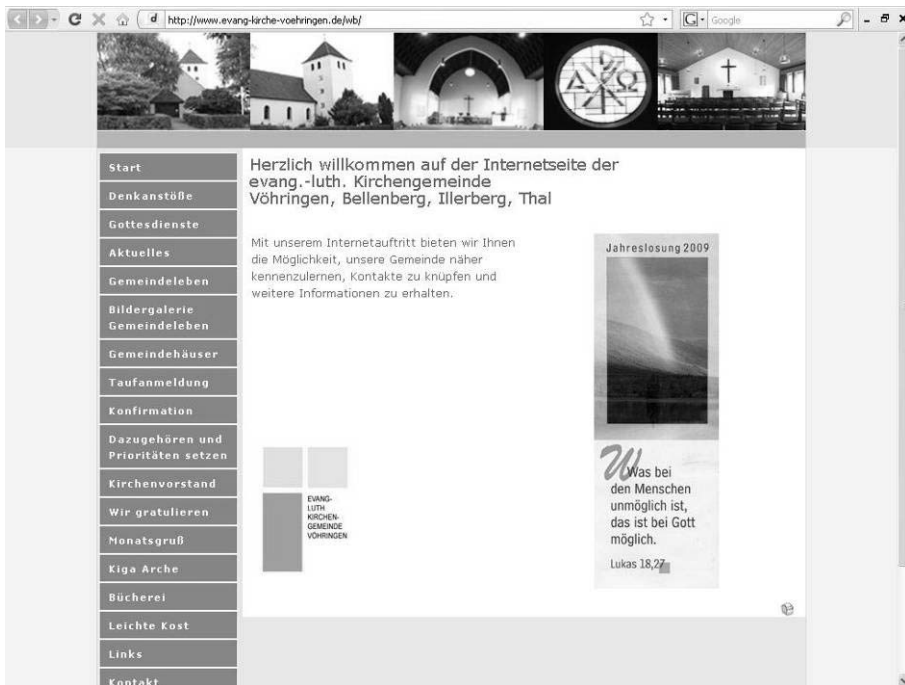 http://www.evang-kirche-voehringen.de/wb/
G
Google
Α Ω
Start
Denkanstöße
Gottesdienste
Aktuelles
Gemeindeleben
Bildergalerie
Gemeindeleben
Gemeindehäuser
Taufanmeldung
Konfirmation
Dazugehören und
Prioritäten setzen
Kirchenvorstand
Wir gratulieren
Monatsgruß
Kiga Arche
Bücherei
Leichte Kost
Links
Kontakt
Herzlich willkommen auf der Internetseite der
evang.-luth. Kirchengemeinde
Vöhringen, Bellenberg, Illerberg, Thal
Mit unserem Internetauftritt bieten wir Ihnen
die Möglichkeit, unsere Gemeinde näher
kennenzulernen, Kontakte zu knüpfen und
weitere Informationen zu erhalten.
EVANG-
LUTH
KIRCHEN-
GEMEINDE
VÖHRINGEN
Jahreslosung 2009
Was bei
den Menschen
unmöglich ist,
das ist bei Gott
möglich.
Lukas 18,27